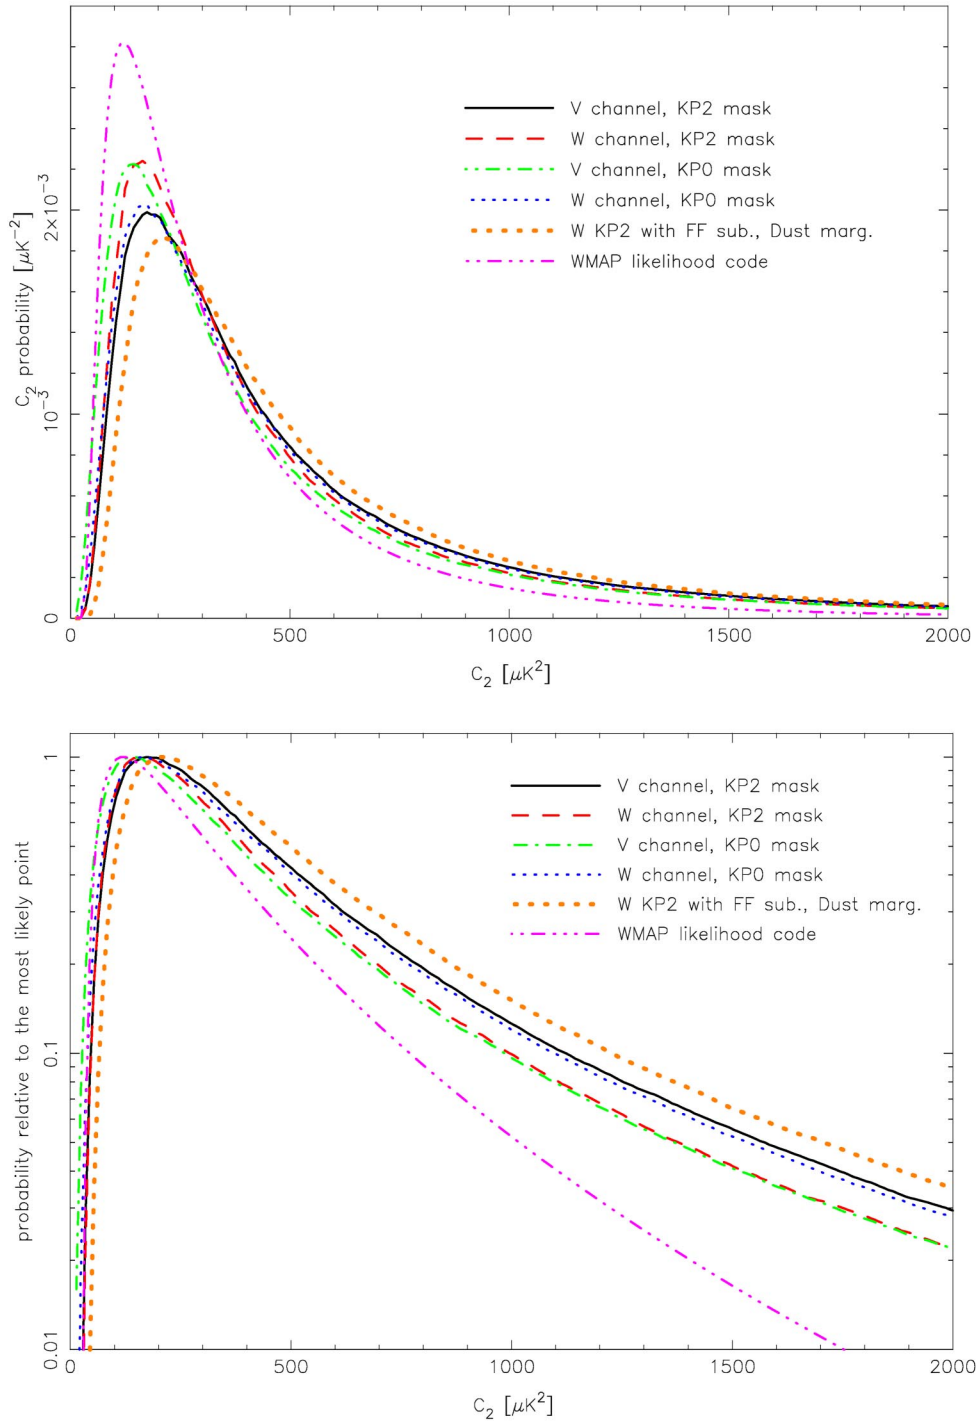 C₂ probability [μK⁻²]
2×10⁻³
10⁻³
0
V channel, KP2 mask
W channel, KP2 mask
V channel, KP0 mask
W channel, KP0 mask
W KP2 with FF sub., Dust marg.
WMAP likelihood code
0 500 1000 1500 2000
C₂ [μK²]
probability relative to the most likely point
1
0.1
0.01
V channel, KP2 mask
W channel, KP2 mask
V channel, KP0 mask
W channel, KP0 mask
W KP2 with FF sub., Dust marg.
WMAP likelihood code
0 500 1000 1500 2000
C₂ [μK²]